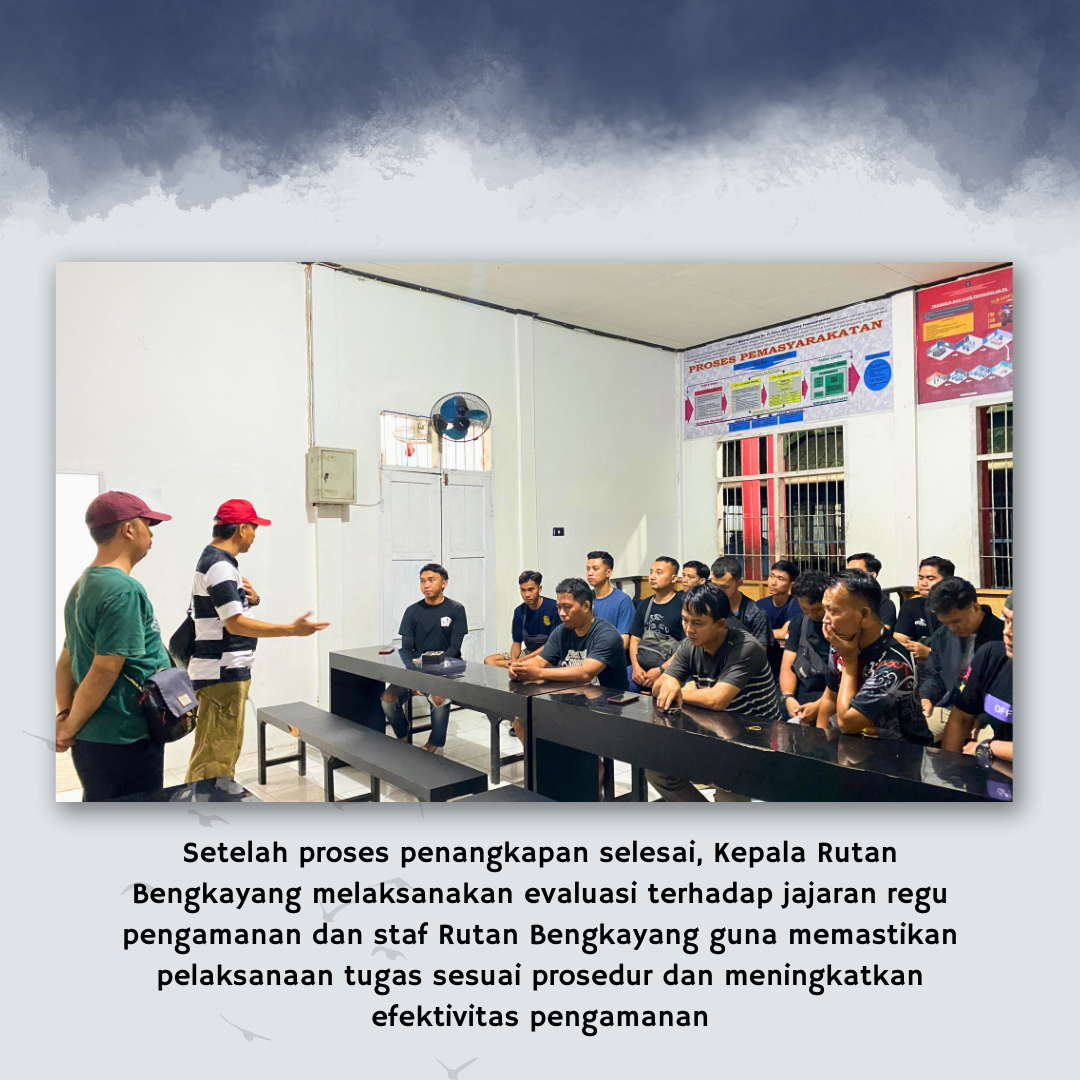 PROSES PEMASYARAKATAN
OFF
Setelah proses penangkapan selesai, Kepala Rutan
Bengkayang melaksanakan evaluasi terhadap jajaran regu
pengamanan dan staf Rutan Bengkayang guna memastikan
pelaksanaan tugas sesuai prosedur dan meningkatkan
efektivitas pengamanan